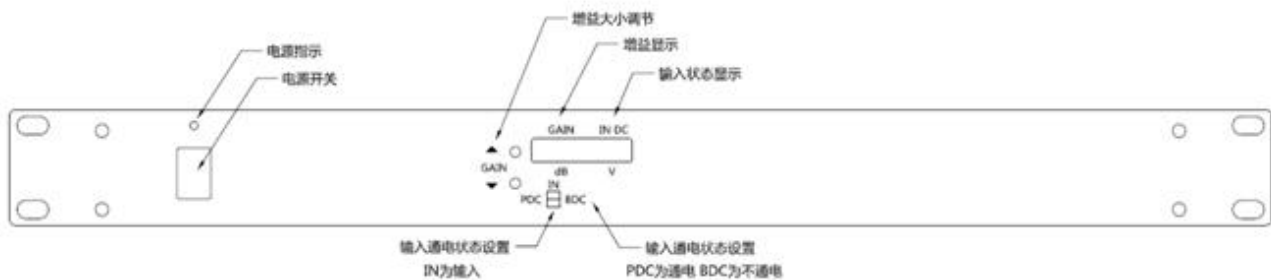 增益大小调节
增益显示
输入状态显示
电源指示
电源开关
GAIN IN DC
GAIN
dB V
IN
PDC BDC
输入通电状态设置
IN为输入
输入通电状态设置
PDC为通电 BDC为不通电